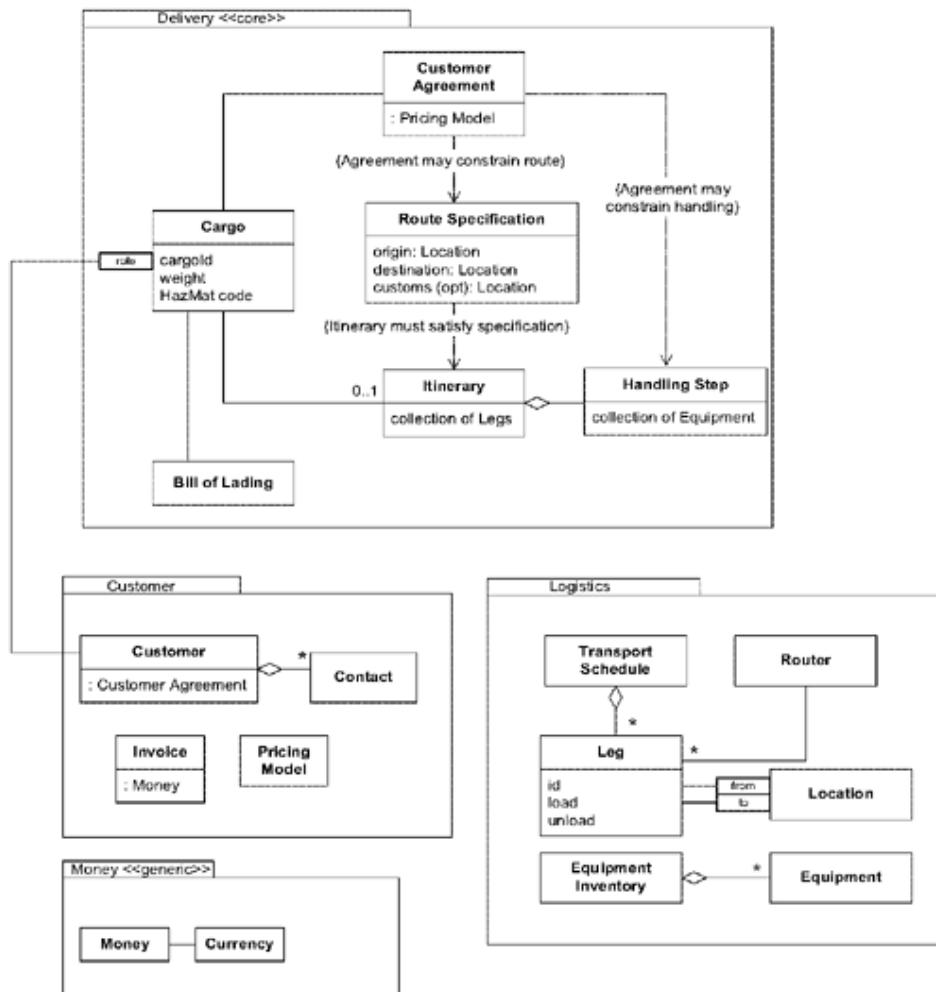 Delivery <<core>>
Customer
Agreement
: Pricing Model
{Agreement may constrain route}
{Agreement may
constrain handling}
Route Specification
origin: Location
destination: Location
customs (opt): Location
Cargo
cargoId
weight
HazMat code
role
{Itinerary must satisfy specification}
0..1
Itinerary
collection of Legs
Handling Step
collection of Equipment
Bill of Lading
Customer
Customer
: Customer Agreement
*
Contact
Invoice
: Money
Pricing
Model
Money <<generic>>
Money
Currency
Logistics
Transport
Schedule
Router
*
Leg
*
id
load
unload
from
to
Location
Equipment
Inventory
*
Equipment